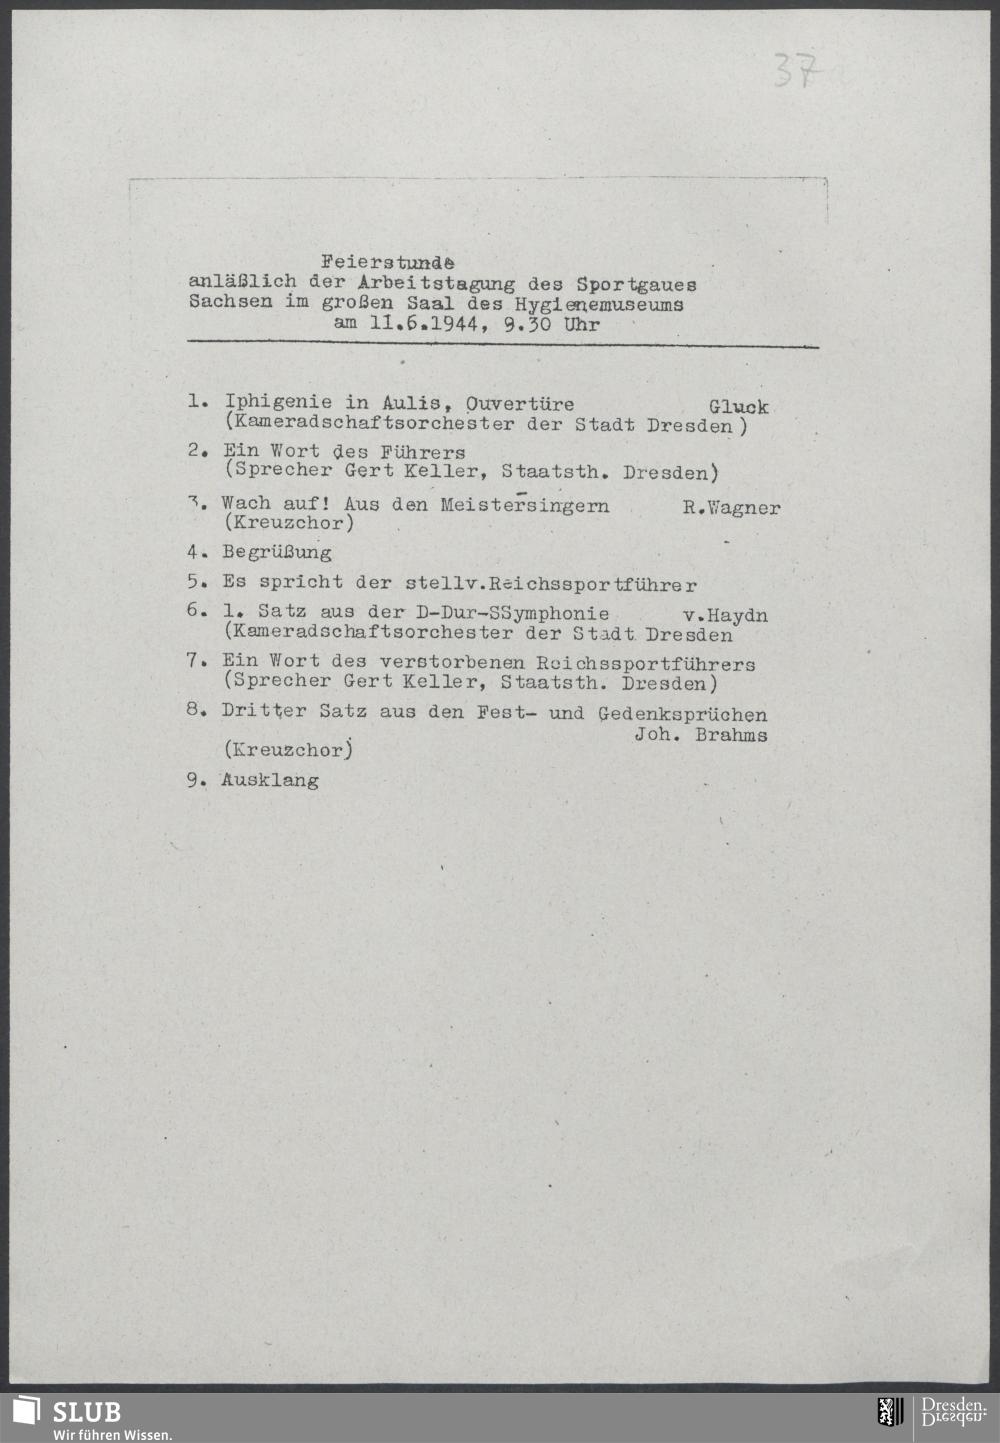 37
Feierstunde
anläßlich der Arbeitstagung des Sportgaues
Sachsen im großen Saal des Hygienemuseums
am 11.6.1944, 9.30 Uhr
1. Iphigenie in Aulis, Ouvertüre Gluck
(Kameradschaftsorchester der Stadt Dresden)
2. Ein Wort des Führers
(Sprecher Gert Keller, Staatsth. Dresden)
3. Wach auf! Aus den Meistersingern R.Wagner
(Kreuzchor)
4. Begrüßung
5. Es spricht der stellv.Reichssportführer
6. 1. Satz aus der D-Dur-SSymphonie v.Haydn
(Kameradschaftsorchester der Stadt Dresden
7. Ein Wort des verstorbenen Reichssportführers
(Sprecher Gert Keller, Staatsth. Dresden)
8. Dritter Satz aus den Fest- und Gedenksprüchen
Joh. Brahms
(Kreuzchor)
9. Ausklang
SLUB
Wir führen Wissen.
Dresden.
Dresden.